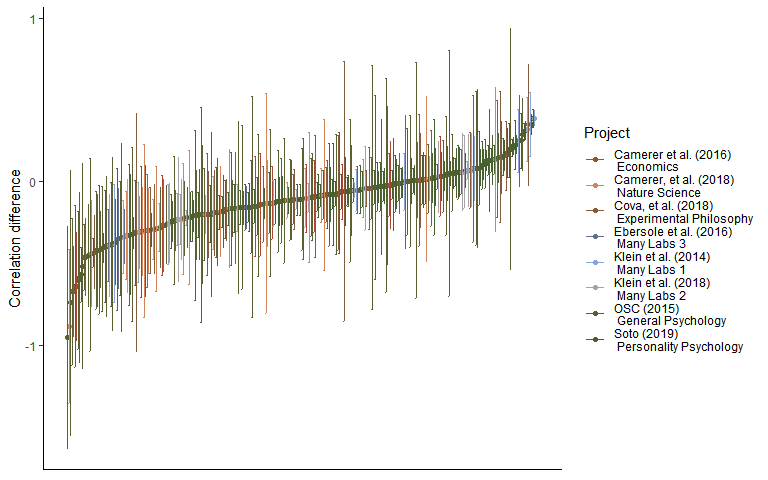 1
0
-1
Correlation difference
Project
Camerer et al. (2016)
Economics
Camerer, et al. (2018)
Nature Science
Cova, et al. (2018)
Experimental Philosophy
Ebersole et al. (2016)
Many Labs 3
Klein et al. (2014)
Many Labs 1
Klein et al. (2018)
Many Labs 2
OSC (2015)
General Psychology
Soto (2019)
Personality Psychology